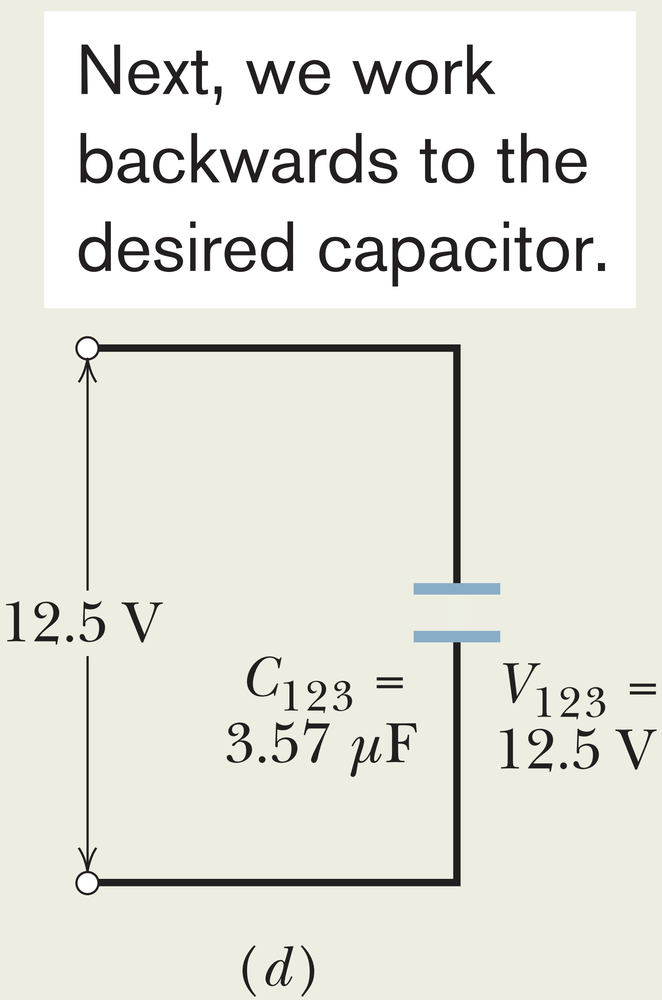 Next, we work
backwards to the
desired capacitor.
12.5 V
C₁₂₃ =
3.57 μF
V₁₂₃ =
12.5 V
(d)